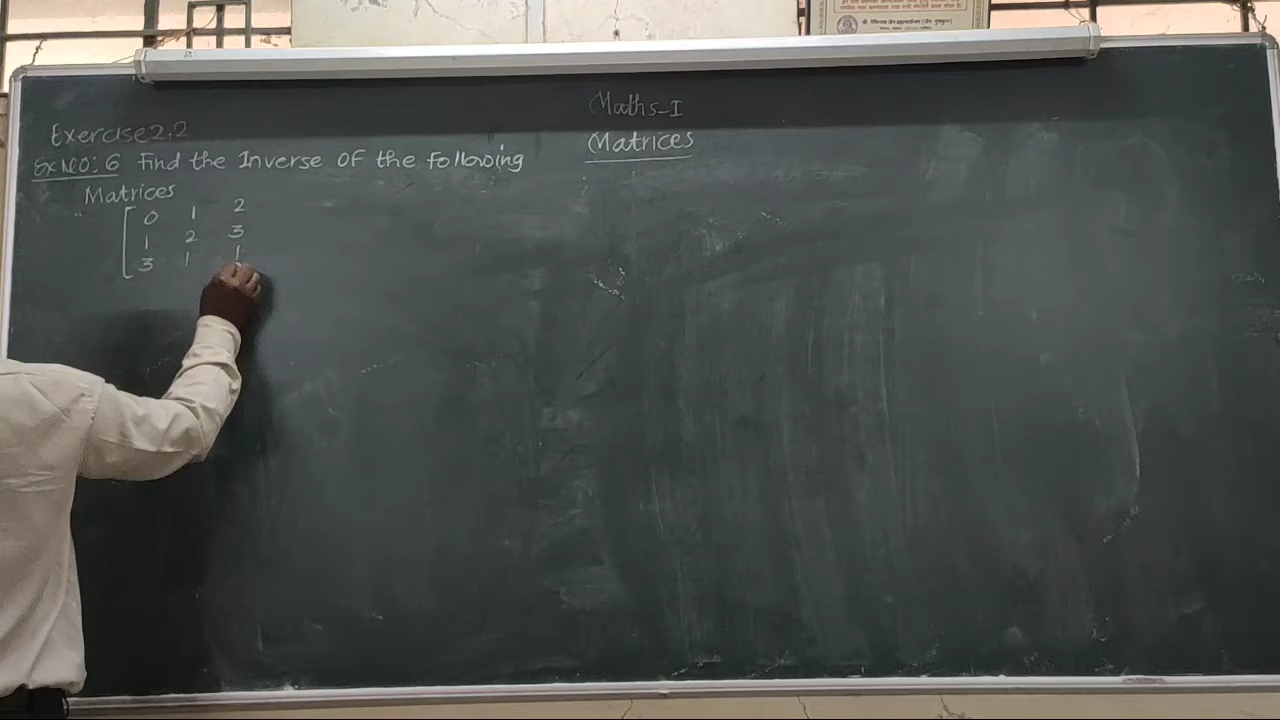 Maths-I
Matrices
Exercise 2.2
Ex NO: 6 Find the Inverse of the following
Matrices
0 1 2
1 2 3
3 1 1